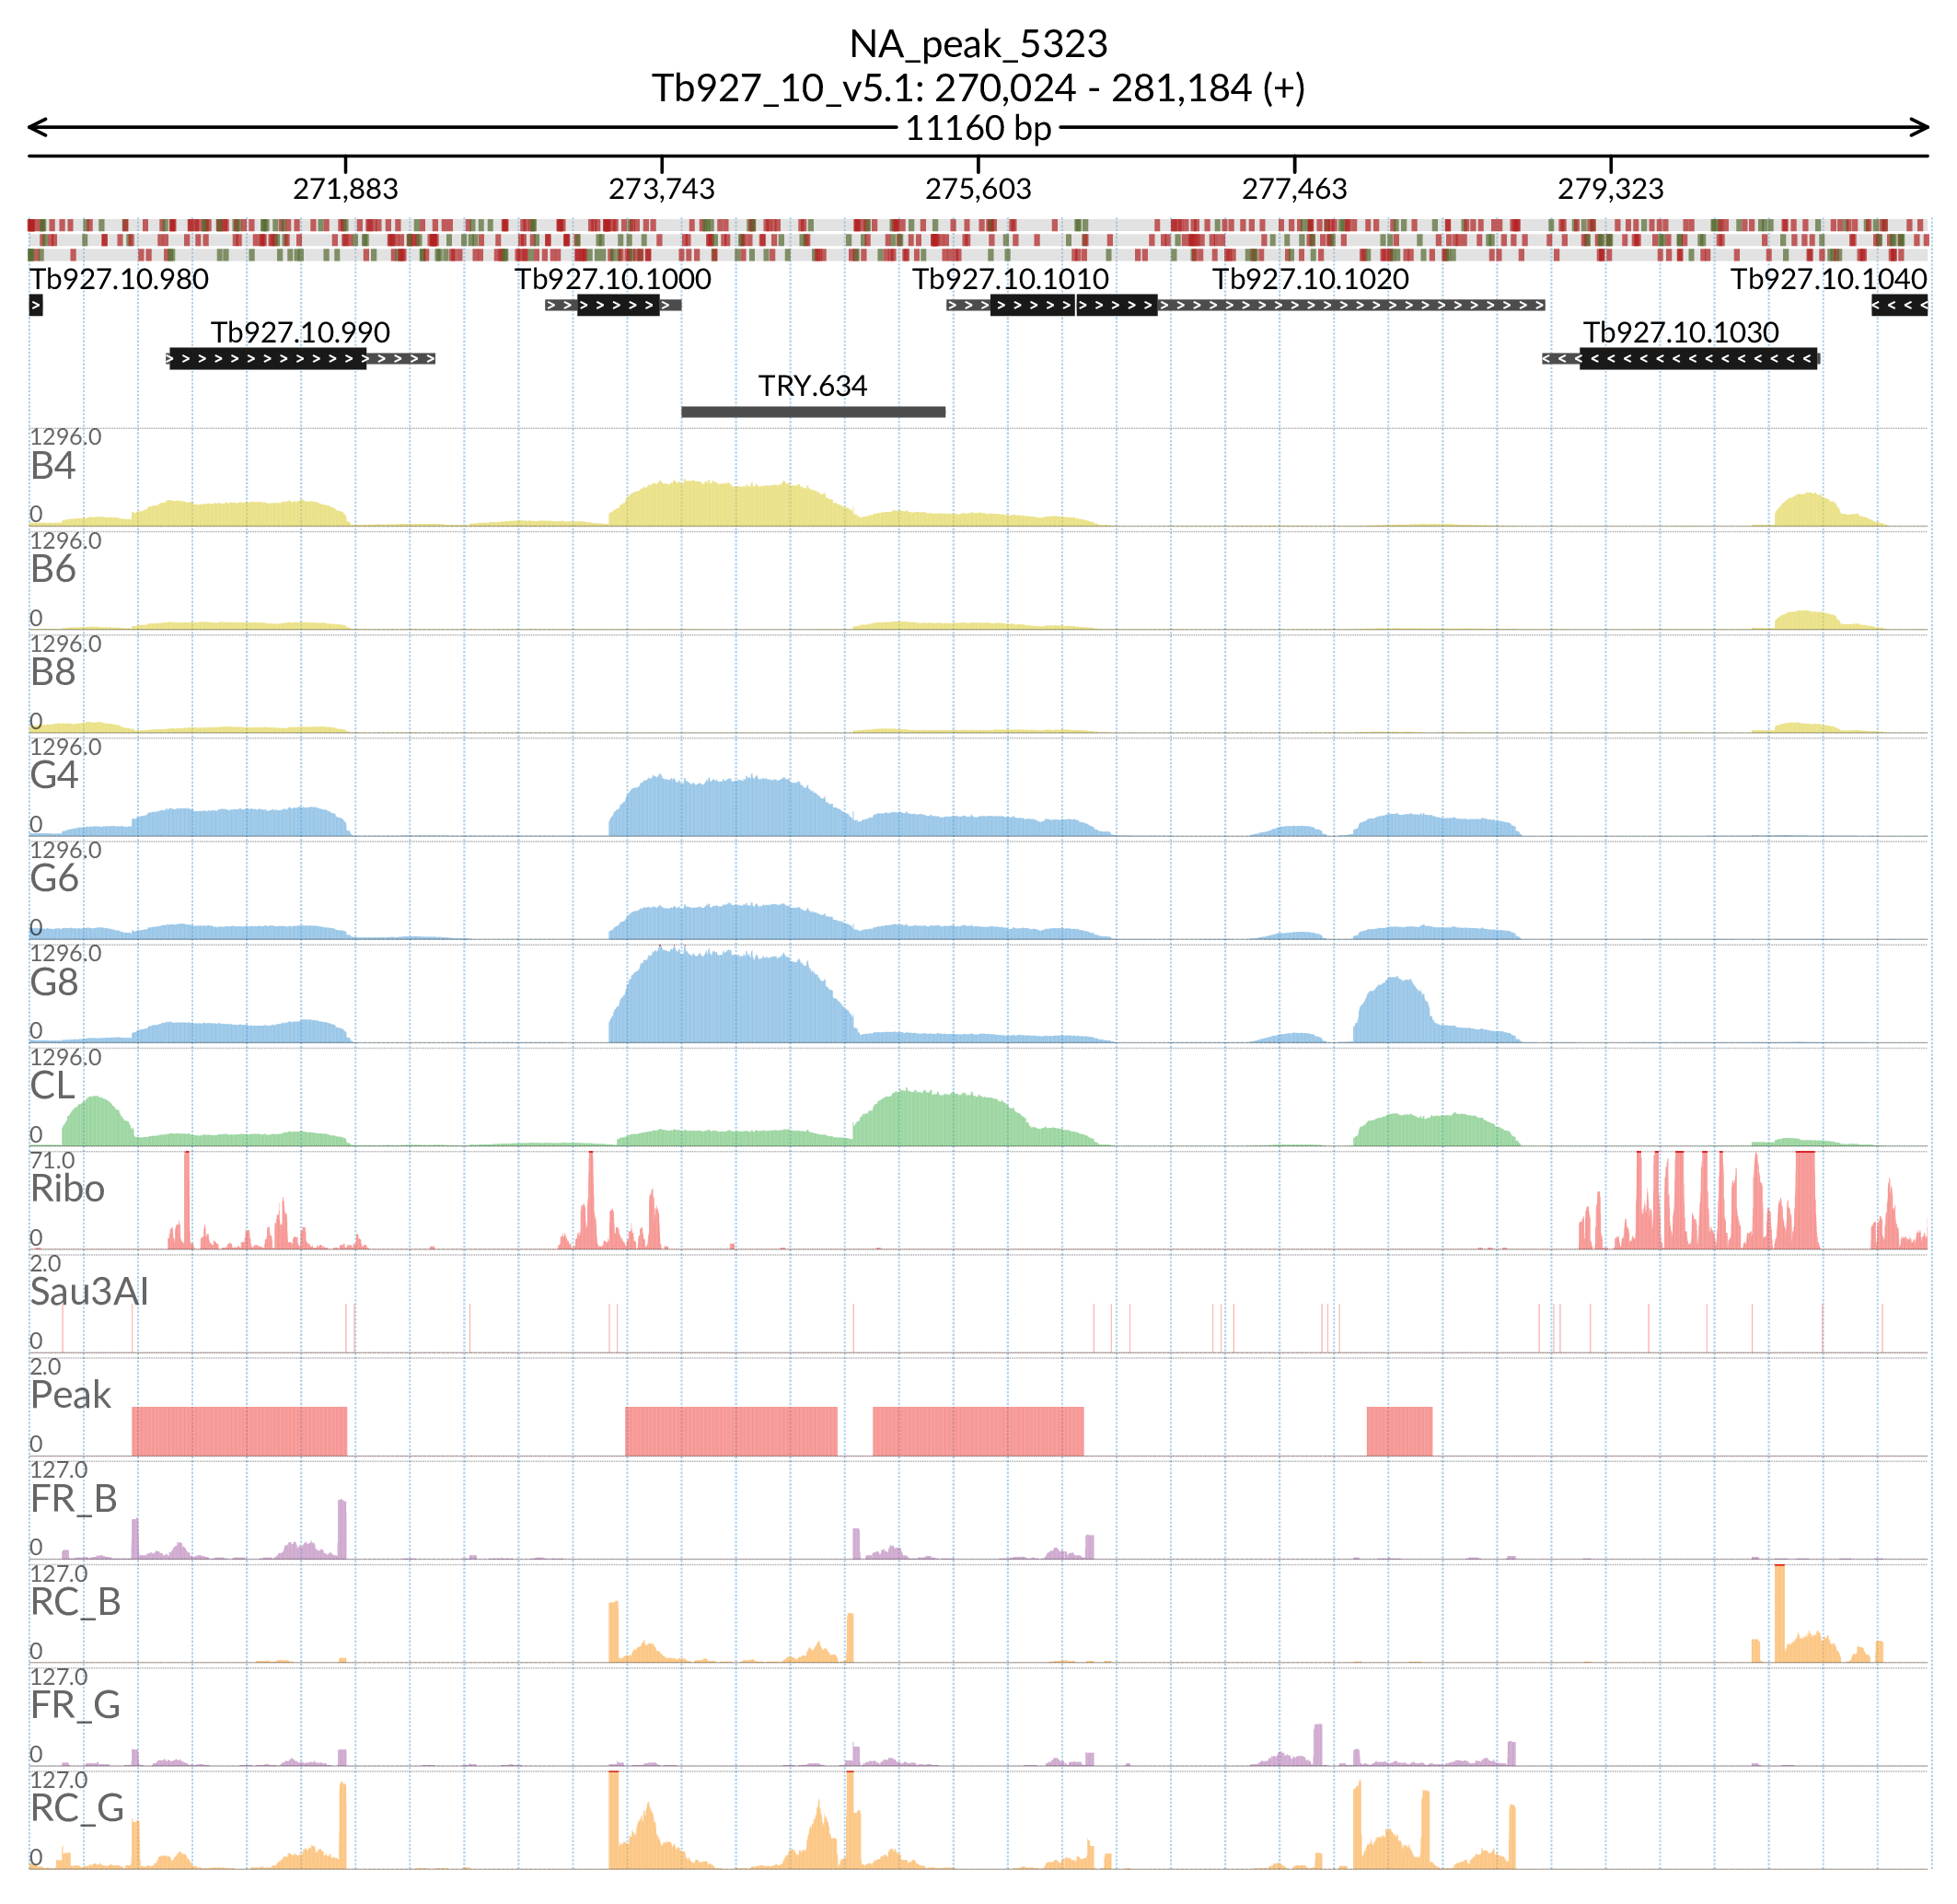 NA_peak_5323
Tb927_10_v5.1: 270,024 - 281,184 (+)
11160 bp
271,883 273,743 275,603 277,463 279,323
Tb927.10.980 Tb927.10.1000 Tb927.10.1010 Tb927.10.1020 Tb927.10.1040
Tb927.10.990 Tb927.10.1030
TRY.634
1296.0
B4
0
1296.0
B6
0
1296.0
B8
0
1296.0
G4
0
1296.0
G6
0
1296.0
G8
0
1296.0
CL
0
71.0
Ribo
0
2.0
Sau3AI
0
2.0
Peak
0
127.0
FR_B
0
127.0
RC_B
0
127.0
FR_G
0
127.0
RC_G
0